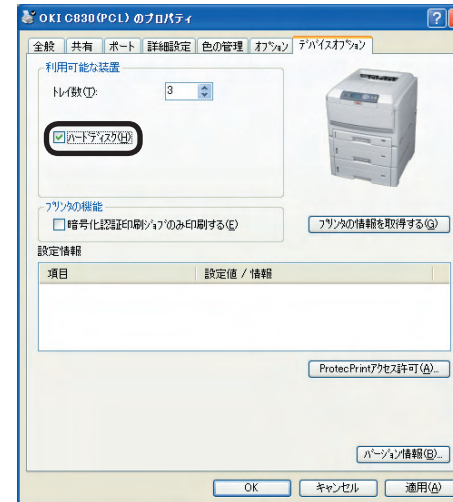 OKI C830(PCL) のプロパティ
全般 共有 ポート 詳細設定 色の管理 オプション デバイスオプション
利用可能な装置
トレイ数(T): 3
ハードディスク(H)
プリンタの機能
暗号化認証印刷ジョブのみ印刷する(E)
プリンタの情報を取得する(G)
設定情報
項目 設定値 / 情報
ProtecPrintアクセス許可(A)...
バージョン情報(B)...
OK キャンセル 適用(A)